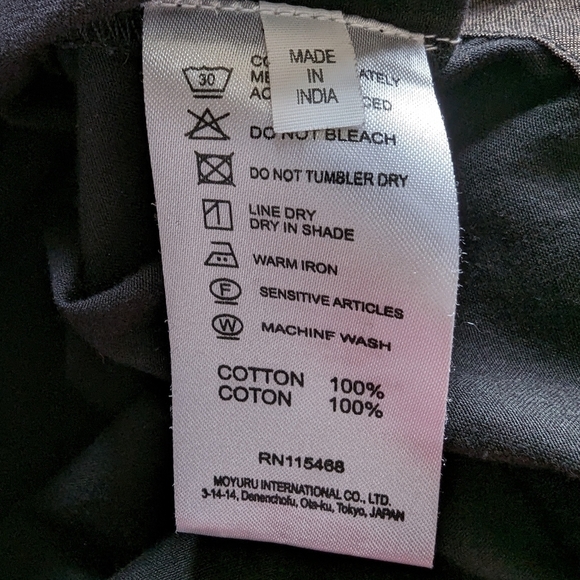 MADE
IN
INDIA
30
DO NOT BLEACH
DO NOT TUMBLER DRY
LINE DRY
DRY IN SHADE
WARM IRON
F
SENSITIVE ARTICLES
W
MACHINF WASH
COTTON 100%
COTON 100%
RN115468
MOYURU INTERNATIONAL CO., LTD.
3-14-14, Denenchofu, Ota-ku, Tokyo, JAPAN